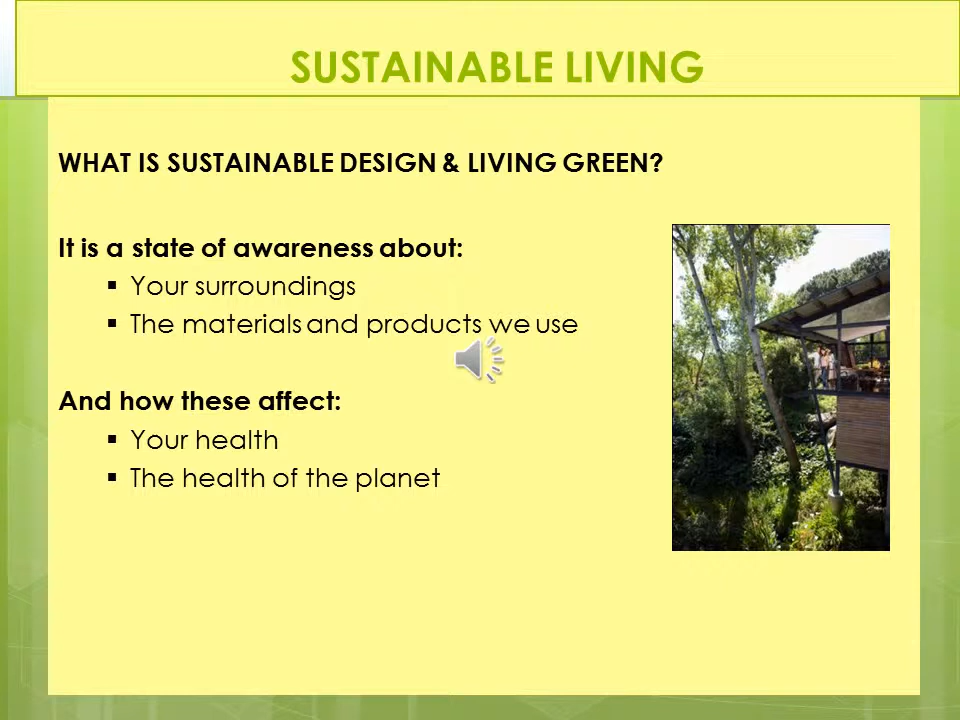 SUSTAINABLE LIVING
WHAT IS SUSTAINABLE DESIGN & LIVING GREEN?
It is a state of awareness about:
▪ Your surroundings
▪ The materials and products we use
And how these affect:
▪ Your health
▪ The health of the planet